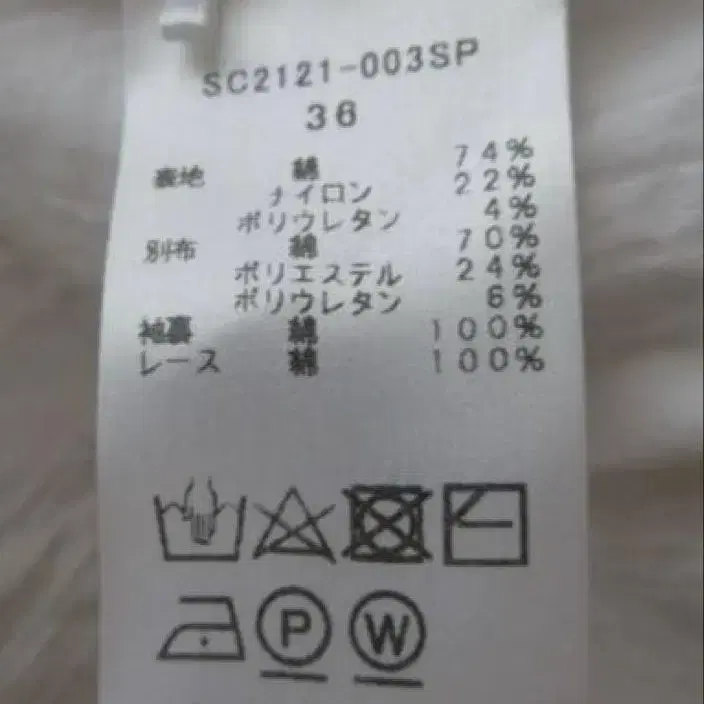 SC2121-003SP
36
表地 綿 74%
ナイロン 22%
ポリウレタン 4%
別布 綿 70%
ポリエステル 24%
ポリウレタン 6%
袖裏 綿 100%
レース 綿 100%
P W